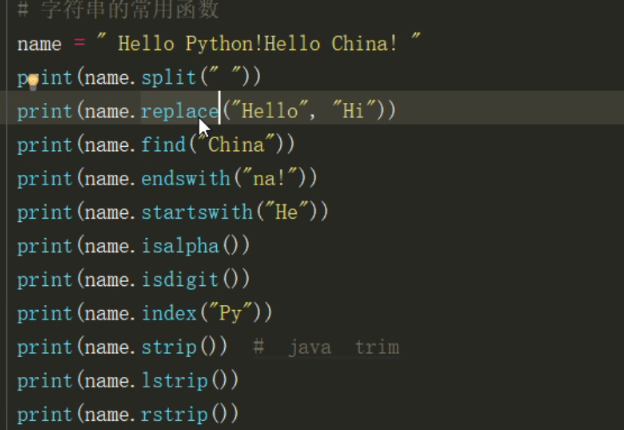 # 字符串的常用函数
name = " Hello Python!Hello China! "
print(name.split(" "))
print(name.replace("Hello", "Hi"))
print(name.find("China"))
print(name.endswith("na!"))
print(name.startswith("He"))
print(name.isalpha())
print(name.isdigit())
print(name.index("Py"))
print(name.strip())  #  java  trim
print(name.lstrip())
print(name.rstrip())